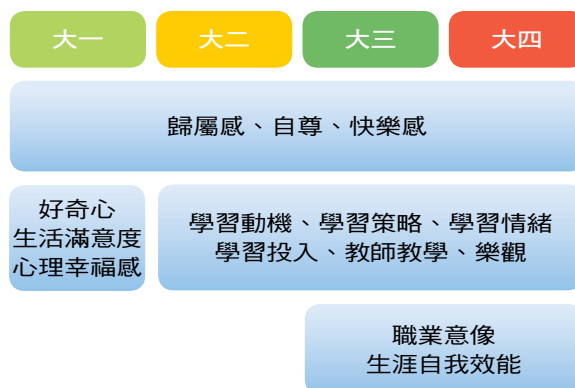 大一
大二
大三
大四
歸屬感、自尊、快樂感
好奇心
生活滿意度
心理幸福感
學習動機、學習策略、學習情緒
學習投入、教師教學、樂觀
職業意像
生涯自我效能